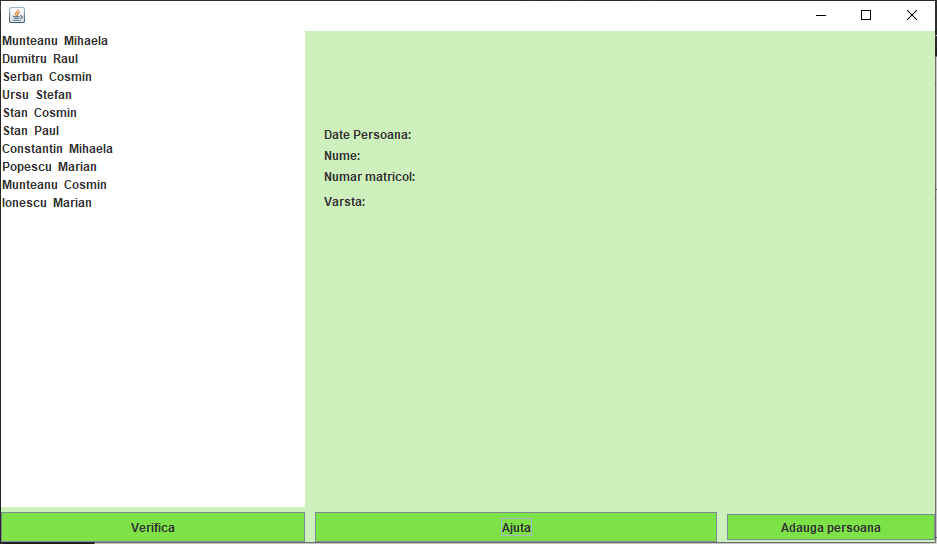 Munteanu Mihaela
Dumitru Raul
Serban Cosmin
Ursu Stefan
Stan Cosmin
Stan Paul
Constantin Mihaela
Popescu Marian
Munteanu Cosmin
Ionescu Marian
Date Persoana:
Nume:
Numar matricol:
Varsta:
Verifica
Ajuta
Adauga persoana